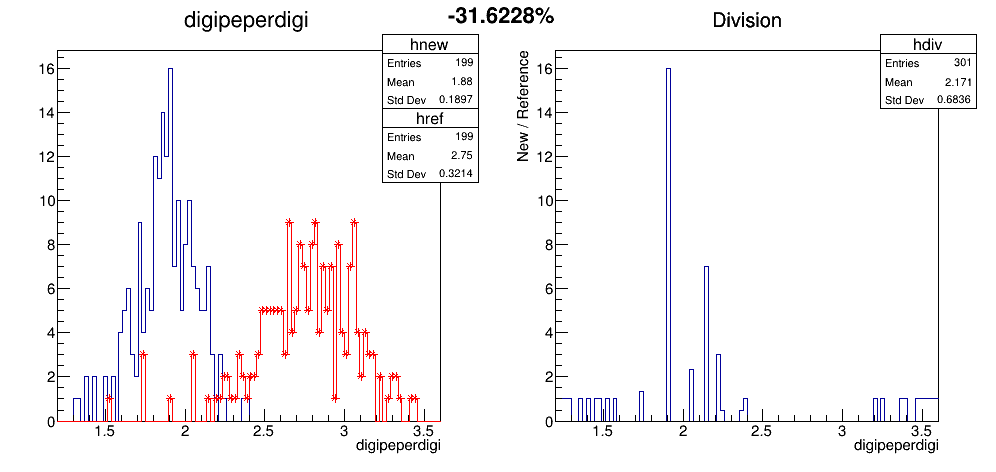 -31.6228%
digipeperdigi
hnew
Entries 199
Mean 1.88
Std Dev 0.1897
href
Entries 199
Mean 2.75
Std Dev 0.3214
16
14
12
10
8
6
4
2
0
1.5 2 2.5 3 3.5
digipeperdigi
Division
hdiv
Entries 301
Mean 2.171
Std Dev 0.6836
New / Reference
16
14
12
10
8
6
4
2
0
1.5 2 2.5 3 3.5
digipeperdigi